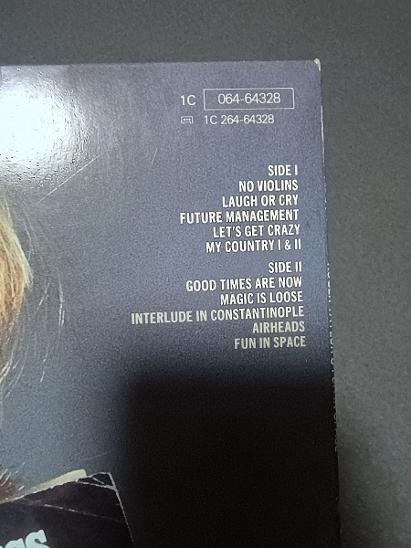 1C 064-64328
1C 264-64328
SIDE I
NO VIOLINS
LAUGH OR CRY
FUTURE MANAGEMENT
LET'S GET CRAZY
MY COUNTRY I & II
SIDE II
GOOD TIMES ARE NOW
MAGIC IS LOOSE
INTERLUDE IN CONSTANTINOPLE
AIRHEADS
FUN IN SPACE